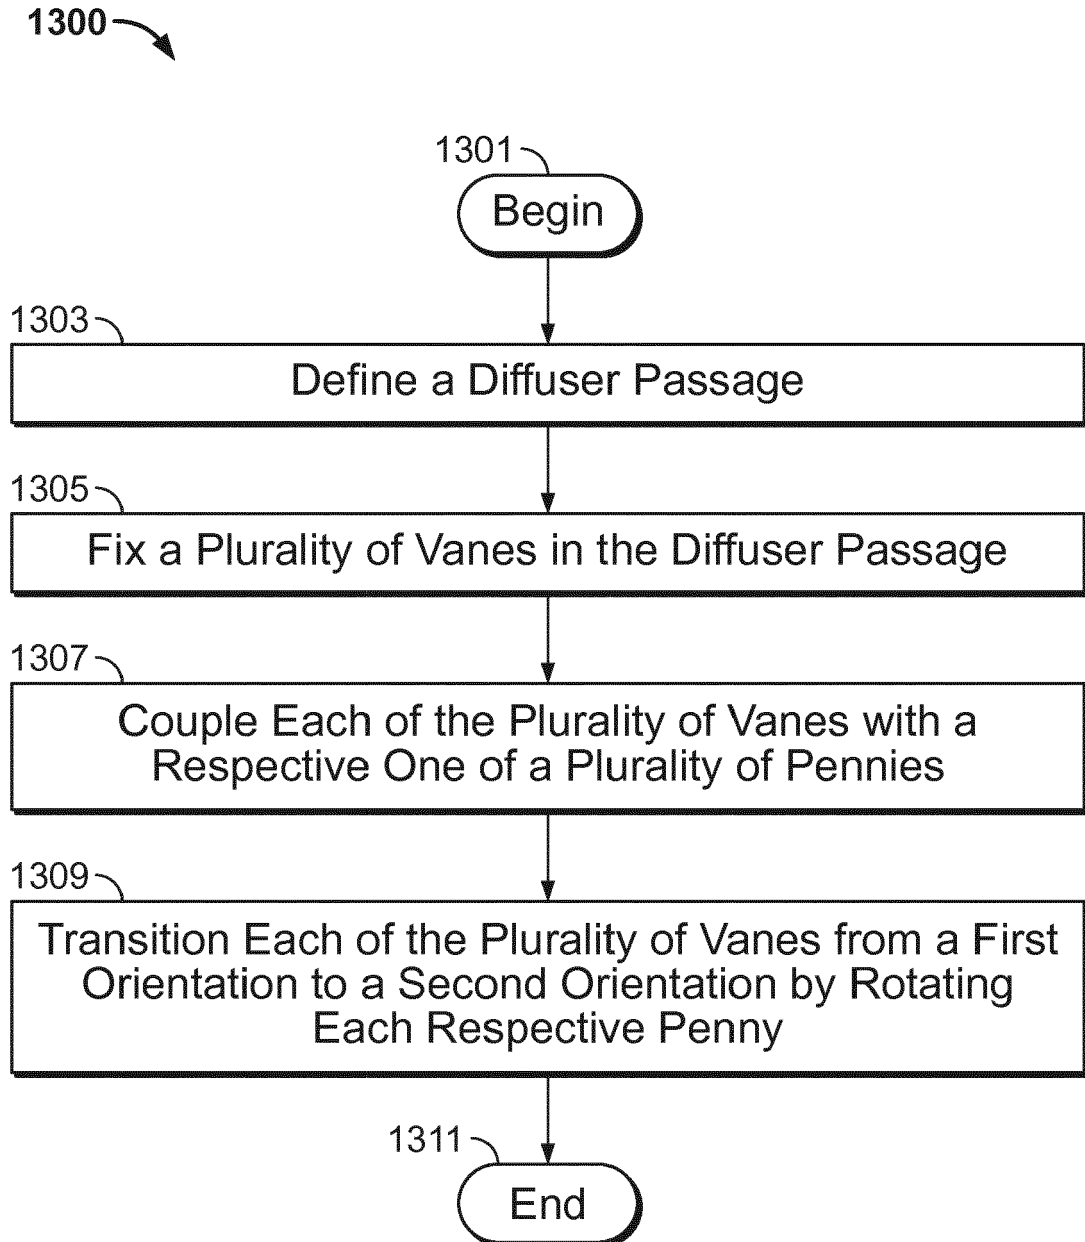 1300
1301
Begin
1303
Define a Diffuser Passage
1305
Fix a Plurality of Vanes in the Diffuser Passage
1307
Couple Each of the Plurality of Vanes with a
Respective One of a Plurality of Pennies
1309
Transition Each of the Plurality of Vanes from a First
Orientation to a Second Orientation by Rotating
Each Respective Penny
1311
End